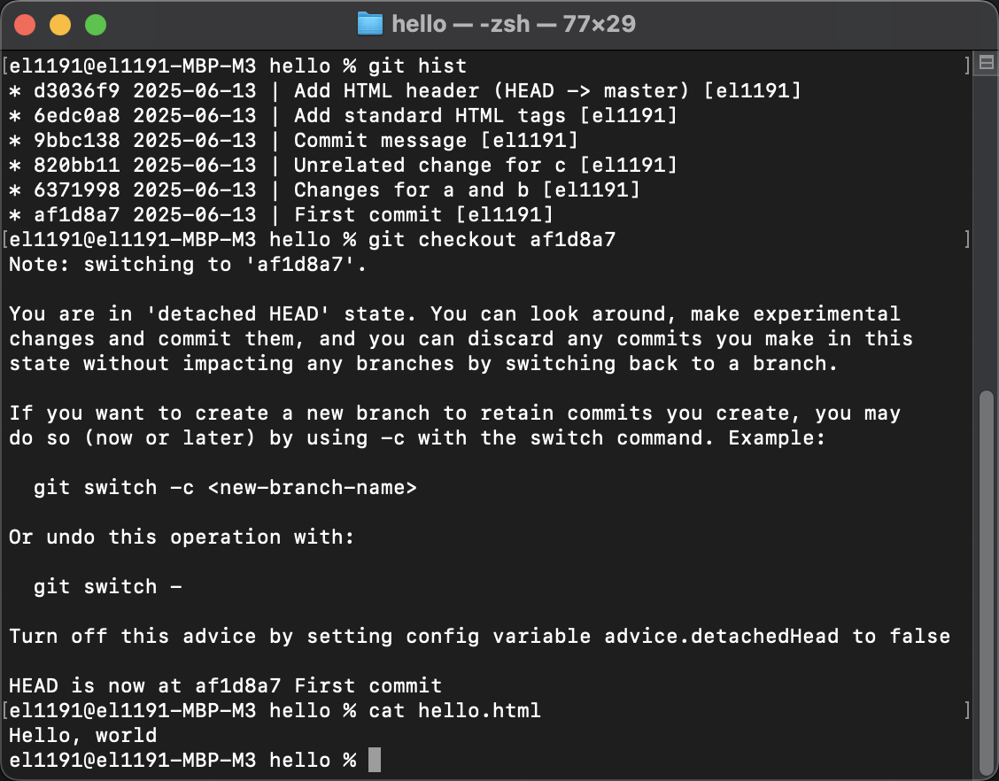 hello — -zsh — 77×29
[el1191@el1191-MBP-M3 hello % git hist ]
* d3036f9 2025-06-13 | Add HTML header (HEAD -> master) [el1191]
* 6edc0a8 2025-06-13 | Add standard HTML tags [el1191]
* 9bbc138 2025-06-13 | Commit message [el1191]
* 820bb11 2025-06-13 | Unrelated change for c [el1191]
* 6371998 2025-06-13 | Changes for a and b [el1191]
* af1d8a7 2025-06-13 | First commit [el1191]
[el1191@el1191-MBP-M3 hello % git checkout af1d8a7 ]
Note: switching to 'af1d8a7'.

You are in 'detached HEAD' state. You can look around, make experimental
changes and commit them, and you can discard any commits you make in this
state without impacting any branches by switching back to a branch.

If you want to create a new branch to retain commits you create, you may
do so (now or later) by using -c with the switch command. Example:

  git switch -c <new-branch-name>

Or undo this operation with:

  git switch -

Turn off this advice by setting config variable advice.detachedHead to false

HEAD is now at af1d8a7 First commit
[el1191@el1191-MBP-M3 hello % cat hello.html ]
Hello, world
el1191@el1191-MBP-M3 hello %